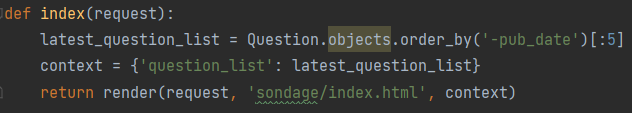 def index(request):
    latest_question_list = Question.objects.order_by('-pub_date')[:5]
    context = {'question_list': latest_question_list}
    return render(request, 'sondage/index.html', context)